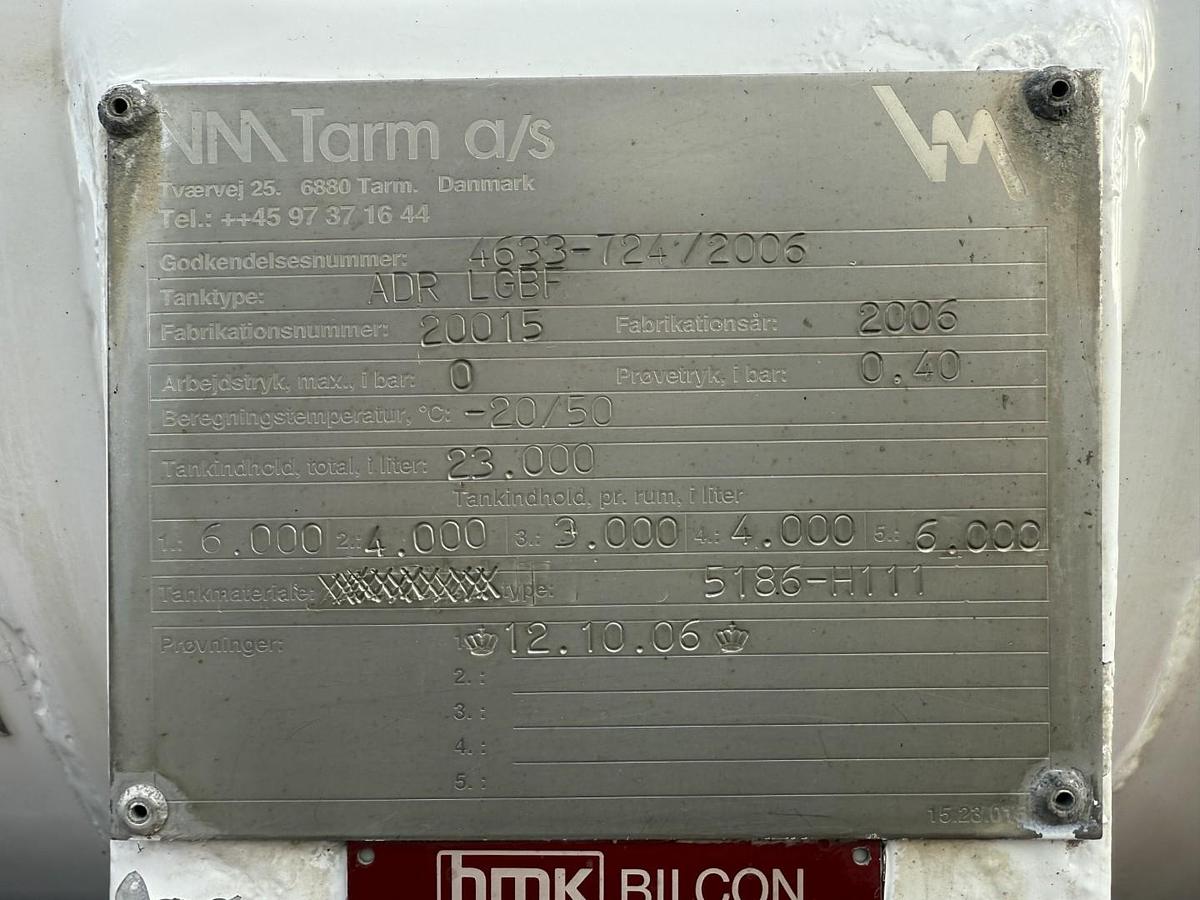 VM Tarm a/s
VM
Tværvej 25. 6880 Tarm. Danmark
Tel.: ++45 97 37 16 44
Godkendelsesnummer: 4633-724/2006
Tanktype: ADR LGBF
Fabrikationsnummer: 20015 Fabrikationsår: 2006
Arbejdstryk, max., i bar: 0 Prøvetryk, i bar: 0.40
Beregningstemperatur, °C: -20/50
Tankindhold, total, i liter: 23.000
Tankindhold, pr. rum, i liter
1.: 6.000 2.: 4.000 3.: 3.000 4.: 4.000 5.: 6.000
Tankmateriale: type: 5186-H111
Prøvninger: 1. 12.10.06
2. :
3. :
4. :
5. :
hmk BILCON